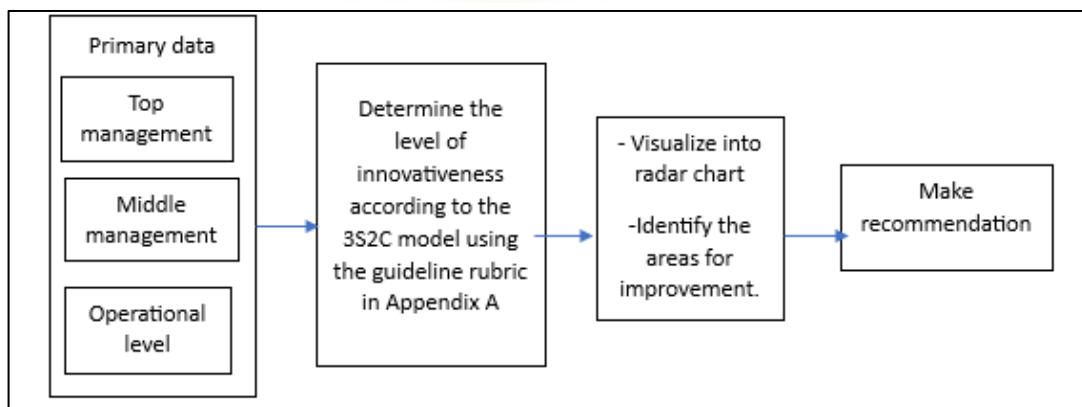 Primary data
Top
management
Middle
management
Operational
level
Determine the
level of
innovativeness
according to the
3S2C model using
the guideline rubric
in Appendix A
- Visualize into
radar chart
-Identify the
areas for
improvement.
Make
recommendation